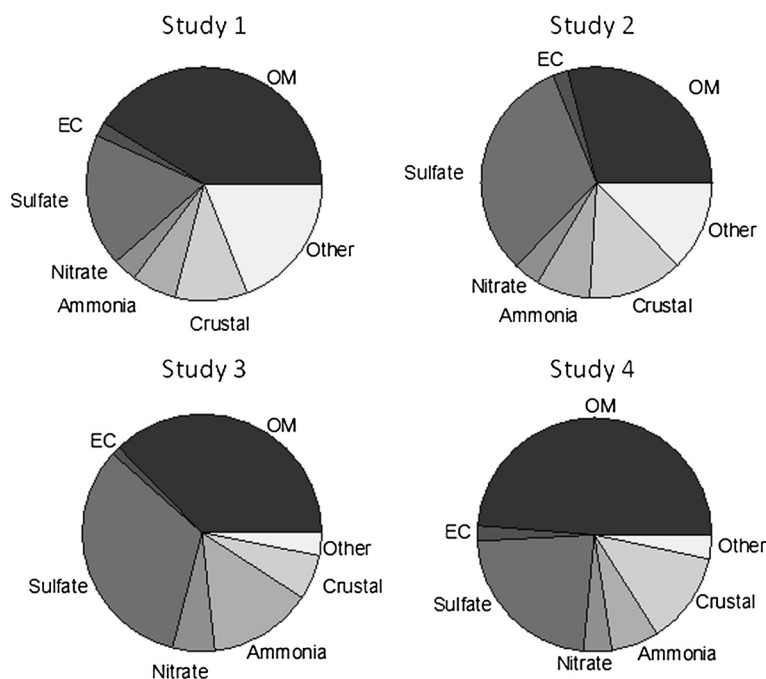 Study 1
OM
EC
Sulfate
Nitrate
Ammonia
Crustal
Other
Study 2
EC
OM
Sulfate
Nitrate
Ammonia
Crustal
Other
Study 3
OM
EC
Sulfate
Nitrate
Ammonia
Crustal
Other
Study 4
OM
EC
Sulfate
Nitrate
Ammonia
Crustal
Other